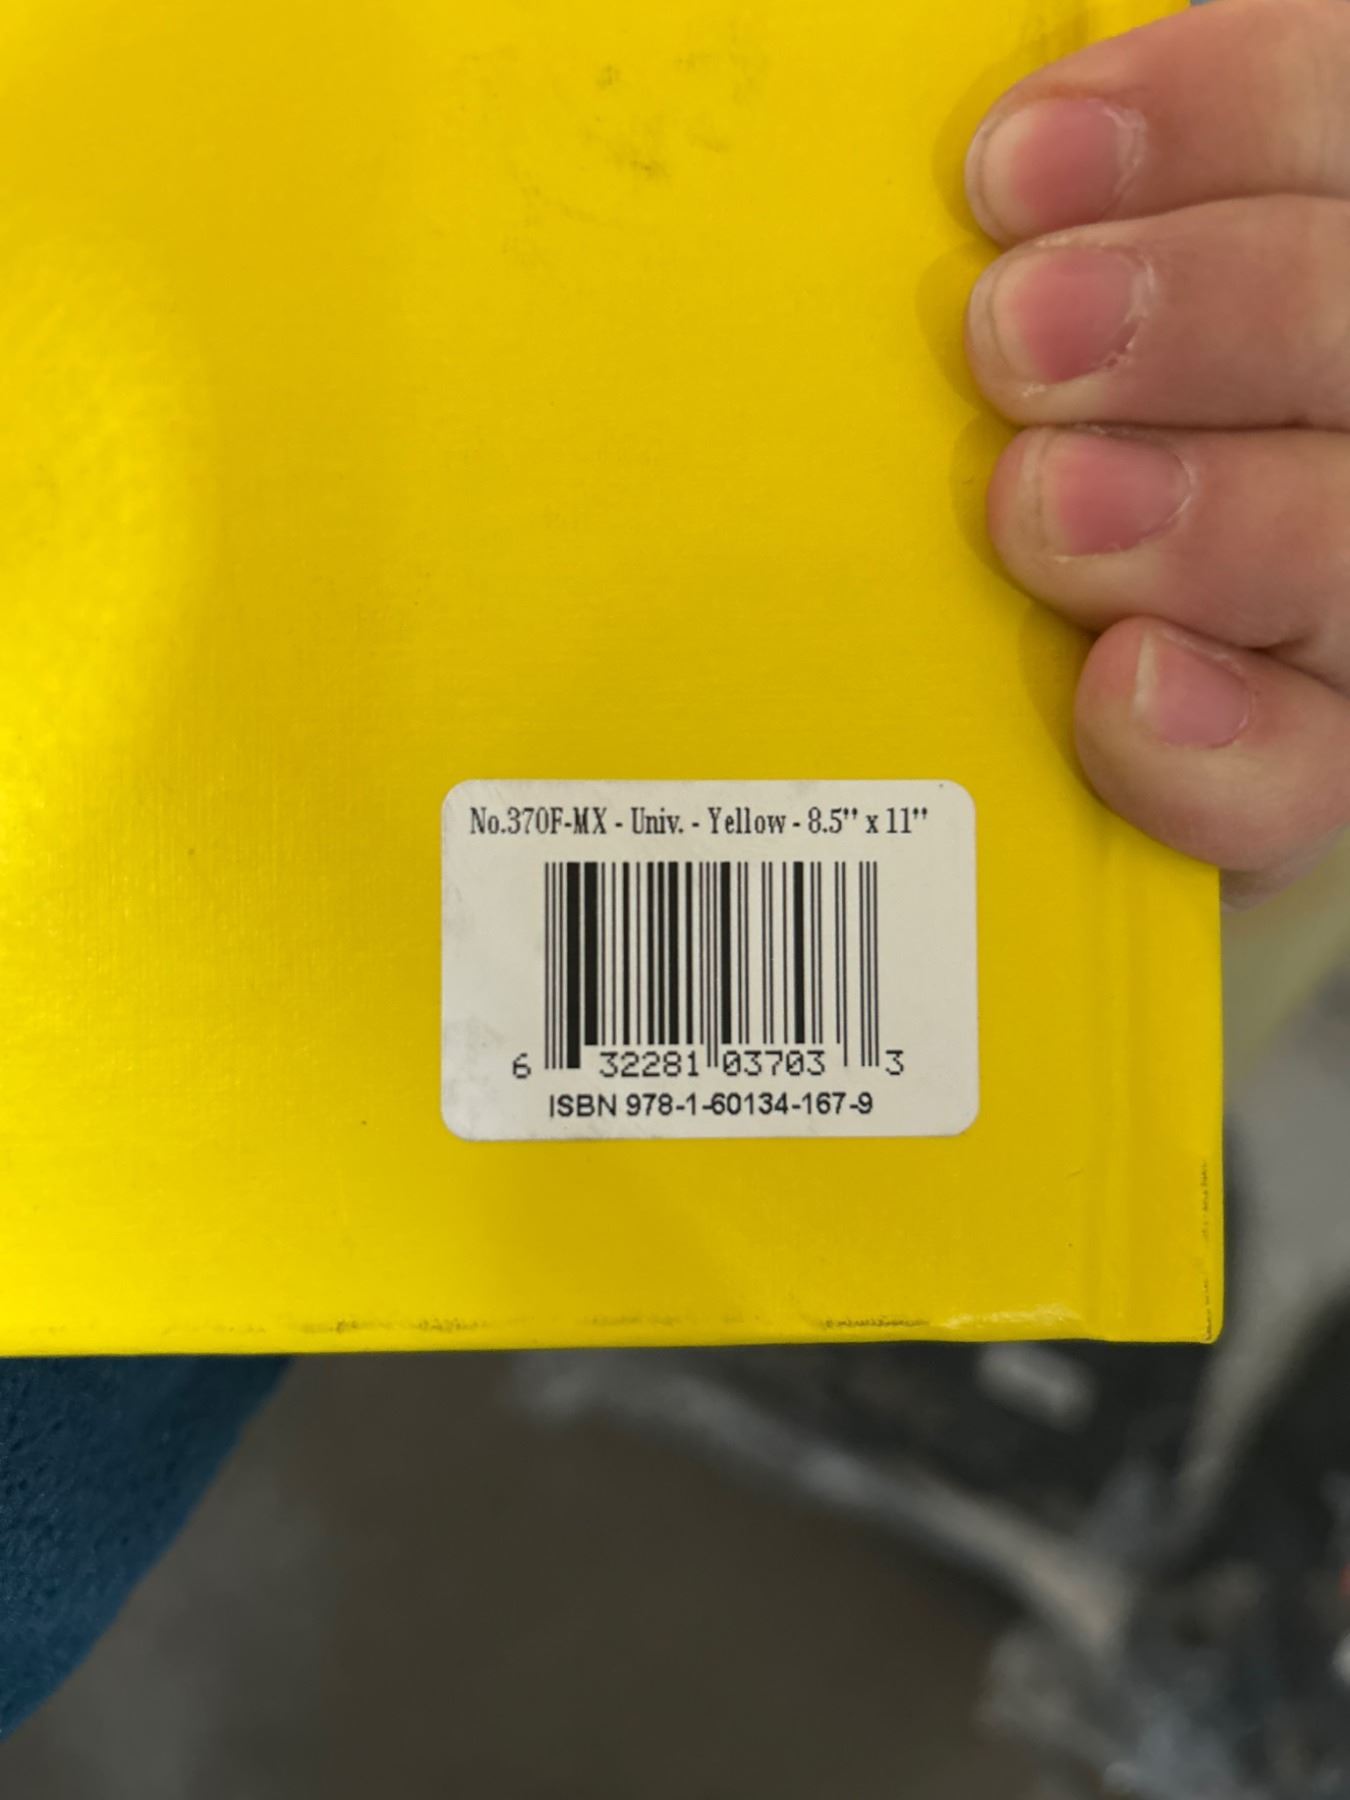 No.370F-MX - Univ. - Yellow - 8.5" x 11"
6 32281 03703 3
ISBN 978-1-60134-167-9